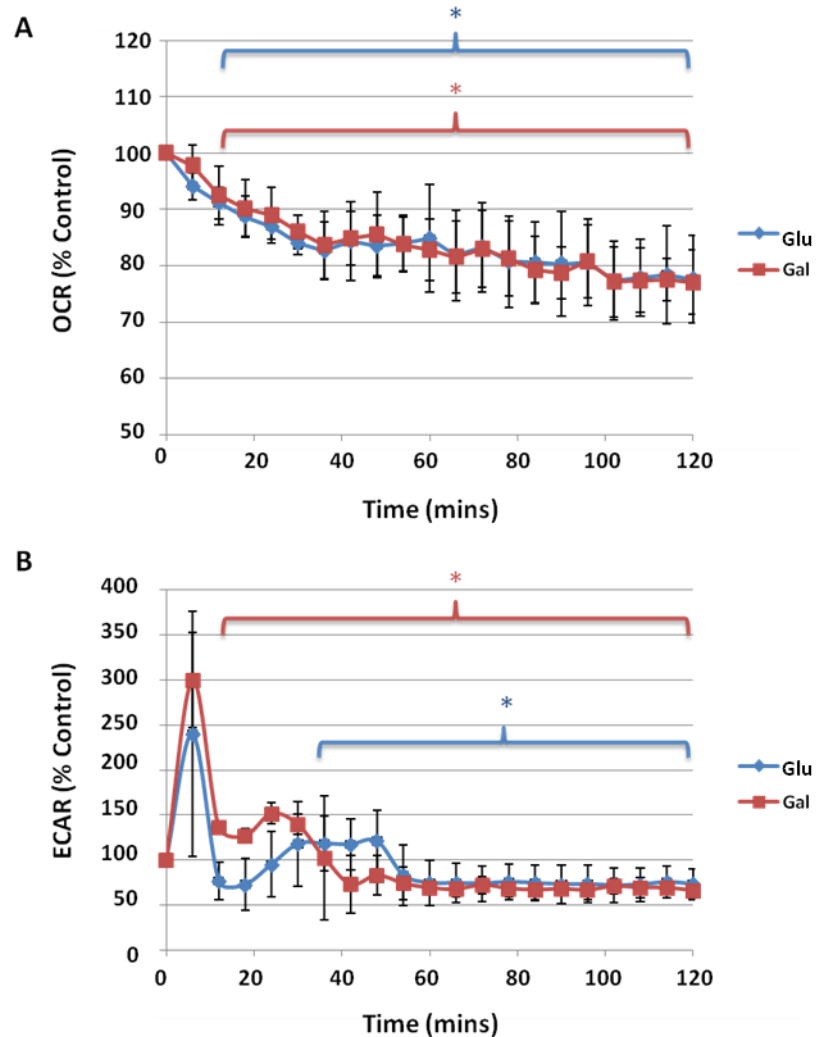 A
*
*
OCR (% Control)
120
110
100
90
80
70
60
50
0 20 40 60 80 100 120
Time (mins)
Glu
Gal
B
*
*
ECAR (% Control)
400
350
300
250
200
150
100
50
0
0 20 40 60 80 100 120
Time (mins)
Glu
Gal